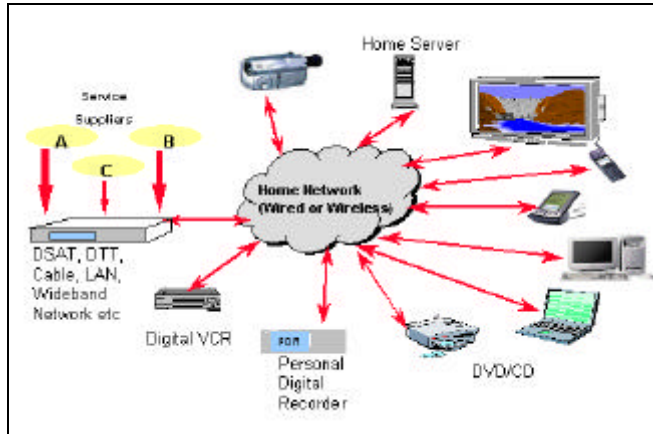 Home Server
Service
Suppliers
A
B
C
Home Network
(Wired or Wireless)
DSAT, DTT,
Cable, LAN,
Wideband
Network etc
Digital VCR
Personal
Digital
Recorder
DVD/CD